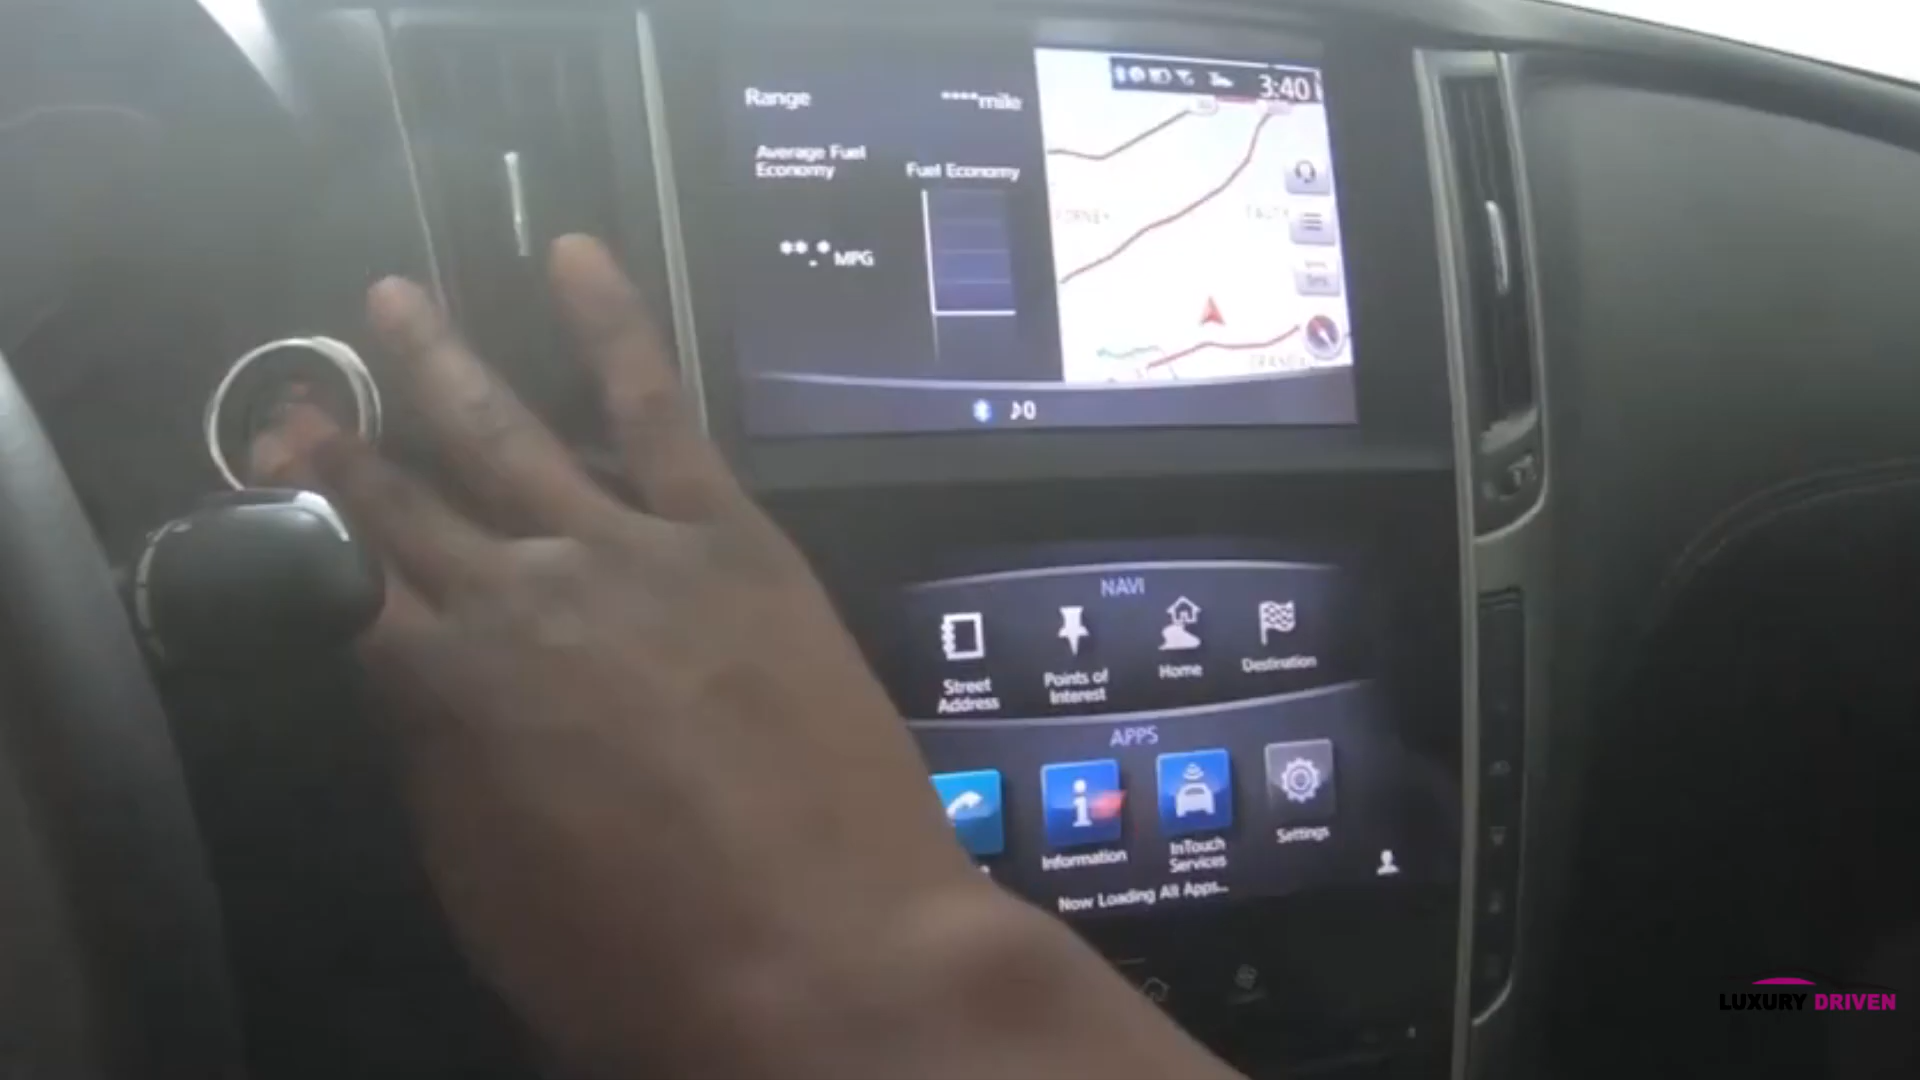 3:40
Range ****mile
Average Fuel
Economy
Fuel Economy
**.* MPG
0
NAVI
Street
Address
Points of
Interest
Home
Destination
APPS
Information
InTouch
Services
Settings
Now Loading All Apps...
LUXURY DRIVEN